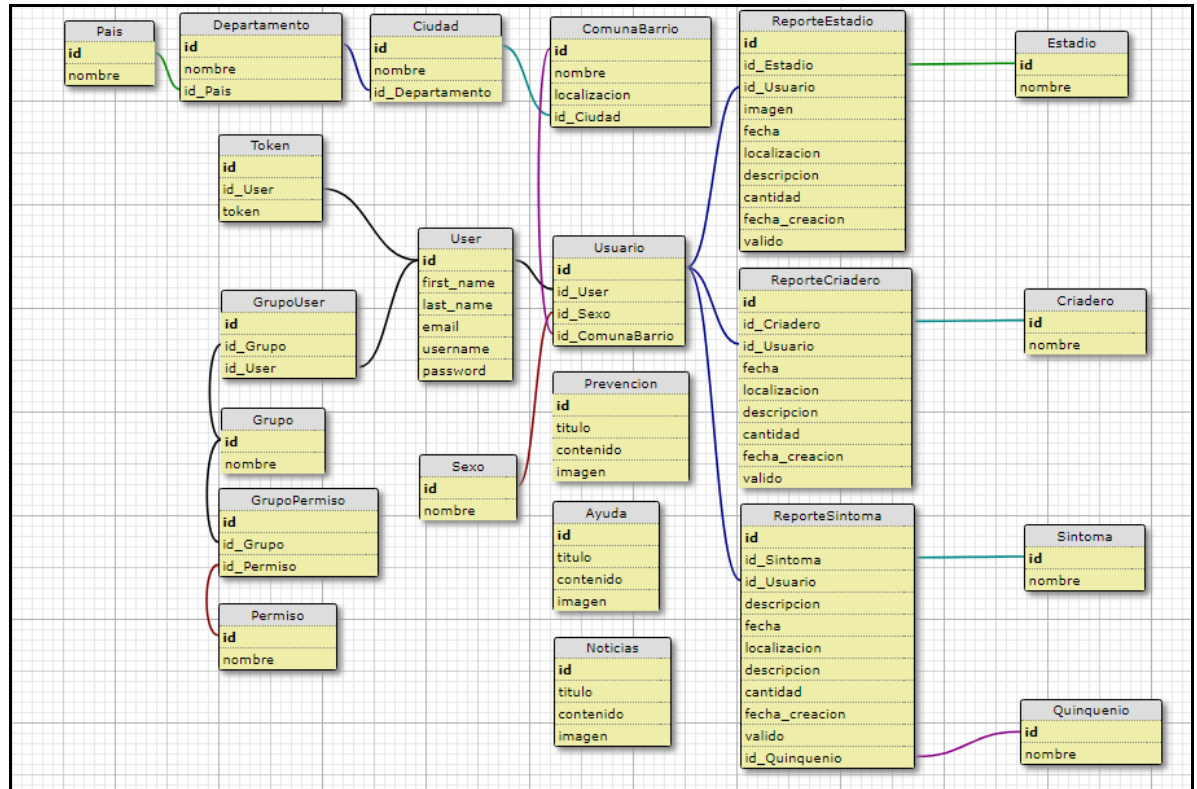 Pais
id
nombre
Departamento
id
nombre
id_Pais
Ciudad
id
nombre
id_Departamento
ComunaBarrio
id
nombre
localizacion
id_Ciudad
ReporteEstadio
id
id_Estadio
id_Usuario
imagen
fecha
localizacion
descripcion
cantidad
fecha_creacion
valido
Estadio
id
nombre
Token
id
id_User
token
User
id
first_name
last_name
email
username
password
Usuario
id
id_User
id_Sexo
id_ComunaBarrio
ReporteCriadero
id
id_Criadero
id_Usuario
fecha
localizacion
descripcion
cantidad
fecha_creacion
valido
Criadero
id
nombre
GrupoUser
id
id_Grupo
id_User
Grupo
id
nombre
Prevencion
id
titulo
contenido
imagen
Sexo
id
nombre
GrupoPermiso
id
id_Grupo
id_Permiso
Ayuda
id
titulo
contenido
imagen
ReporteSintoma
id
id_Sintoma
id_Usuario
descripcion
fecha
localizacion
descripcion
cantidad
fecha_creacion
valido
id_Quinquenio
Sintoma
id
nombre
Permiso
id
nombre
Noticias
id
titulo
contenido
imagen
Quinquenio
id
nombre